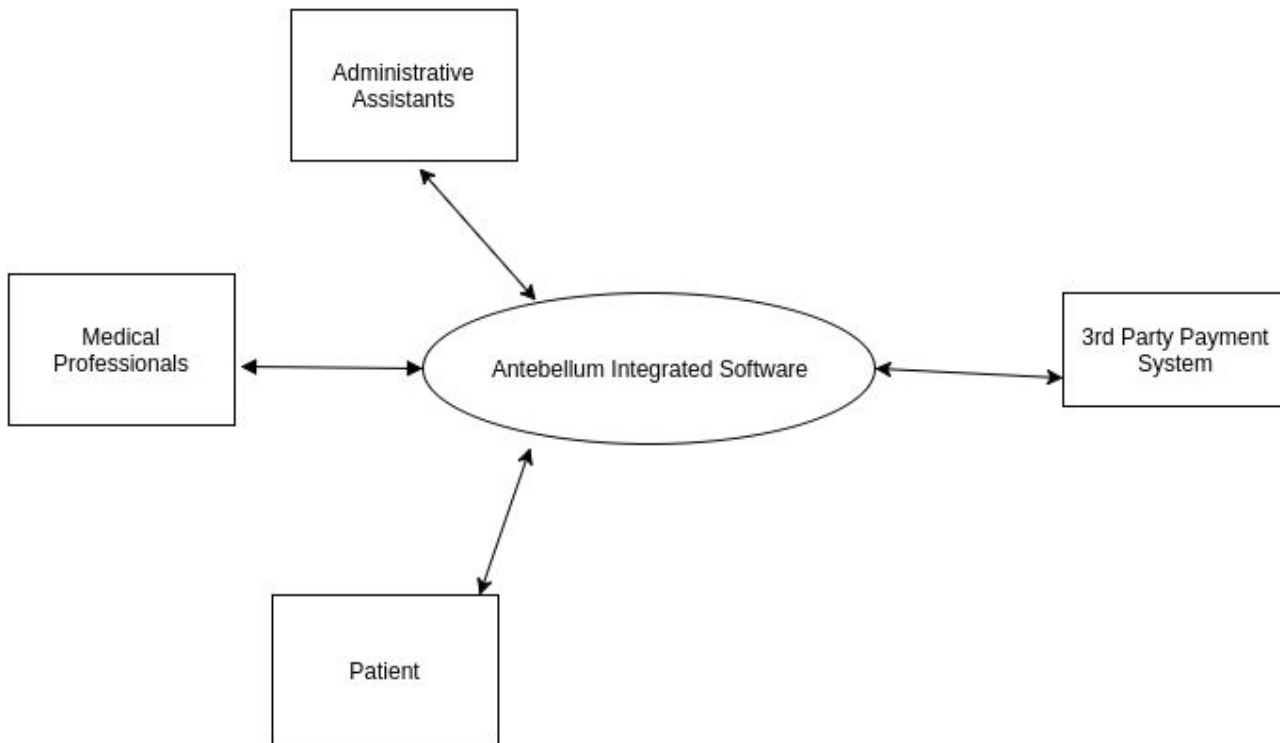 Administrative
Assistants
Medical
Professionals
Antebellum Integrated Software
3rd Party Payment
System
Patient